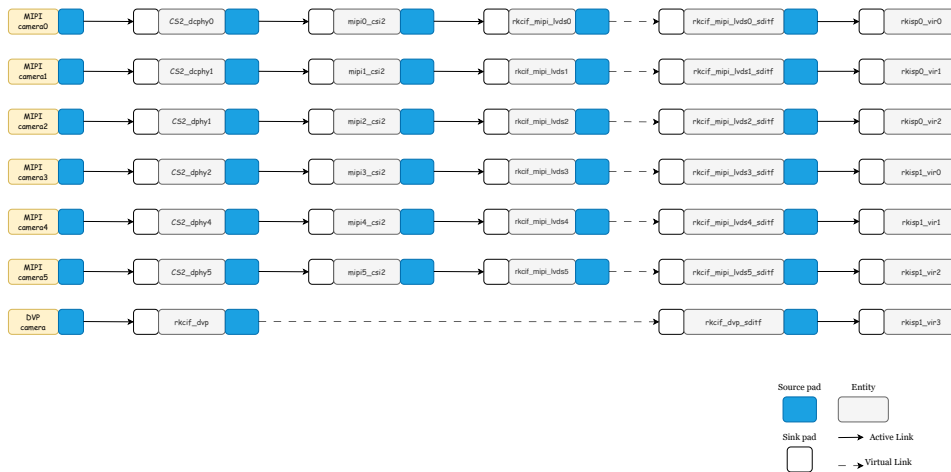 MIPI
camera0
CS2_dcphy0
mipi0_csi2
rkcif_mipi_lvds0
rkcif_mipi_lvds0_sditf
rkisp0_vir0
MIPI
camera1
CS2_dcphy1
mipi1_csi2
rkcif_mipi_lvds1
rkcif_mipi_lvds1_sditf
rkisp0_vir1
MIPI
camera2
CS2_dphy1
mipi2_csi2
rkcif_mipi_lvds2
rkcif_mipi_lvds2_sditf
rkisp0_vir2
MIPI
camera3
CS2_dphy2
mipi3_csi2
rkcif_mipi_lvds3
rkcif_mipi_lvds3_sditf
rkisp1_vir0
MIPI
camera4
CS2_dphy4
mipi4_csi2
rkcif_mipi_lvds4
rkcif_mipi_lvds4_sditf
rkisp1_vir1
MIPI
camera5
CS2_dphy5
mipi5_csi2
rkcif_mipi_lvds5
rkcif_mipi_lvds5_sditf
rkisp1_vir2
DVP
camera
rkcif_dvp
rkcif_dvp_sditf
rkisp1_vir3
Source pad
Entity
Sink pad
Active Link
Virtual Link